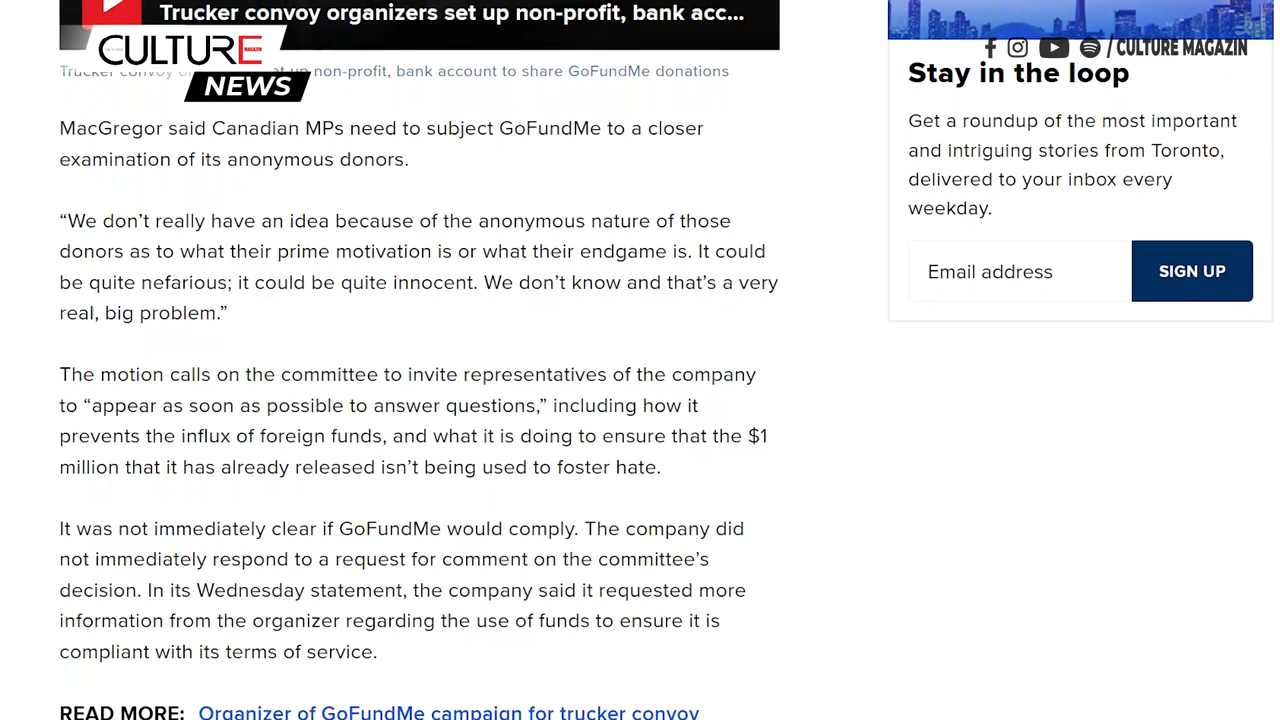 Trucker convoy organizers set up non-profit, bank acc...
CULTURE
NEWS
Trucker convoy non-profit, bank account to share GoFundMe donations
MacGregor said Canadian MPs need to subject GoFundMe to a closer
examination of its anonymous donors.
“We don’t really have an idea because of the anonymous nature of those
donors as to what their prime motivation is or what their endgame is. It could
be quite nefarious; it could be quite innocent. We don’t know and that’s a very
real, big problem.”
The motion calls on the committee to invite representatives of the company
to “appear as soon as possible to answer questions,” including how it
prevents the influx of foreign funds, and what it is doing to ensure that the $1
million that it has already released isn’t being used to foster hate.
It was not immediately clear if GoFundMe would comply. The company did
not immediately respond to a request for comment on the committee’s
decision. In its Wednesday statement, the company said it requested more
information from the organizer regarding the use of funds to ensure it is
compliant with its terms of service.
READ MORE: Organizer of GoFundMe campaign for trucker convoy
/ CULTURE MAGAZIN
Stay in the loop
Get a roundup of the most important
and intriguing stories from Toronto,
delivered to your inbox every
weekday.
Email address
SIGN UP